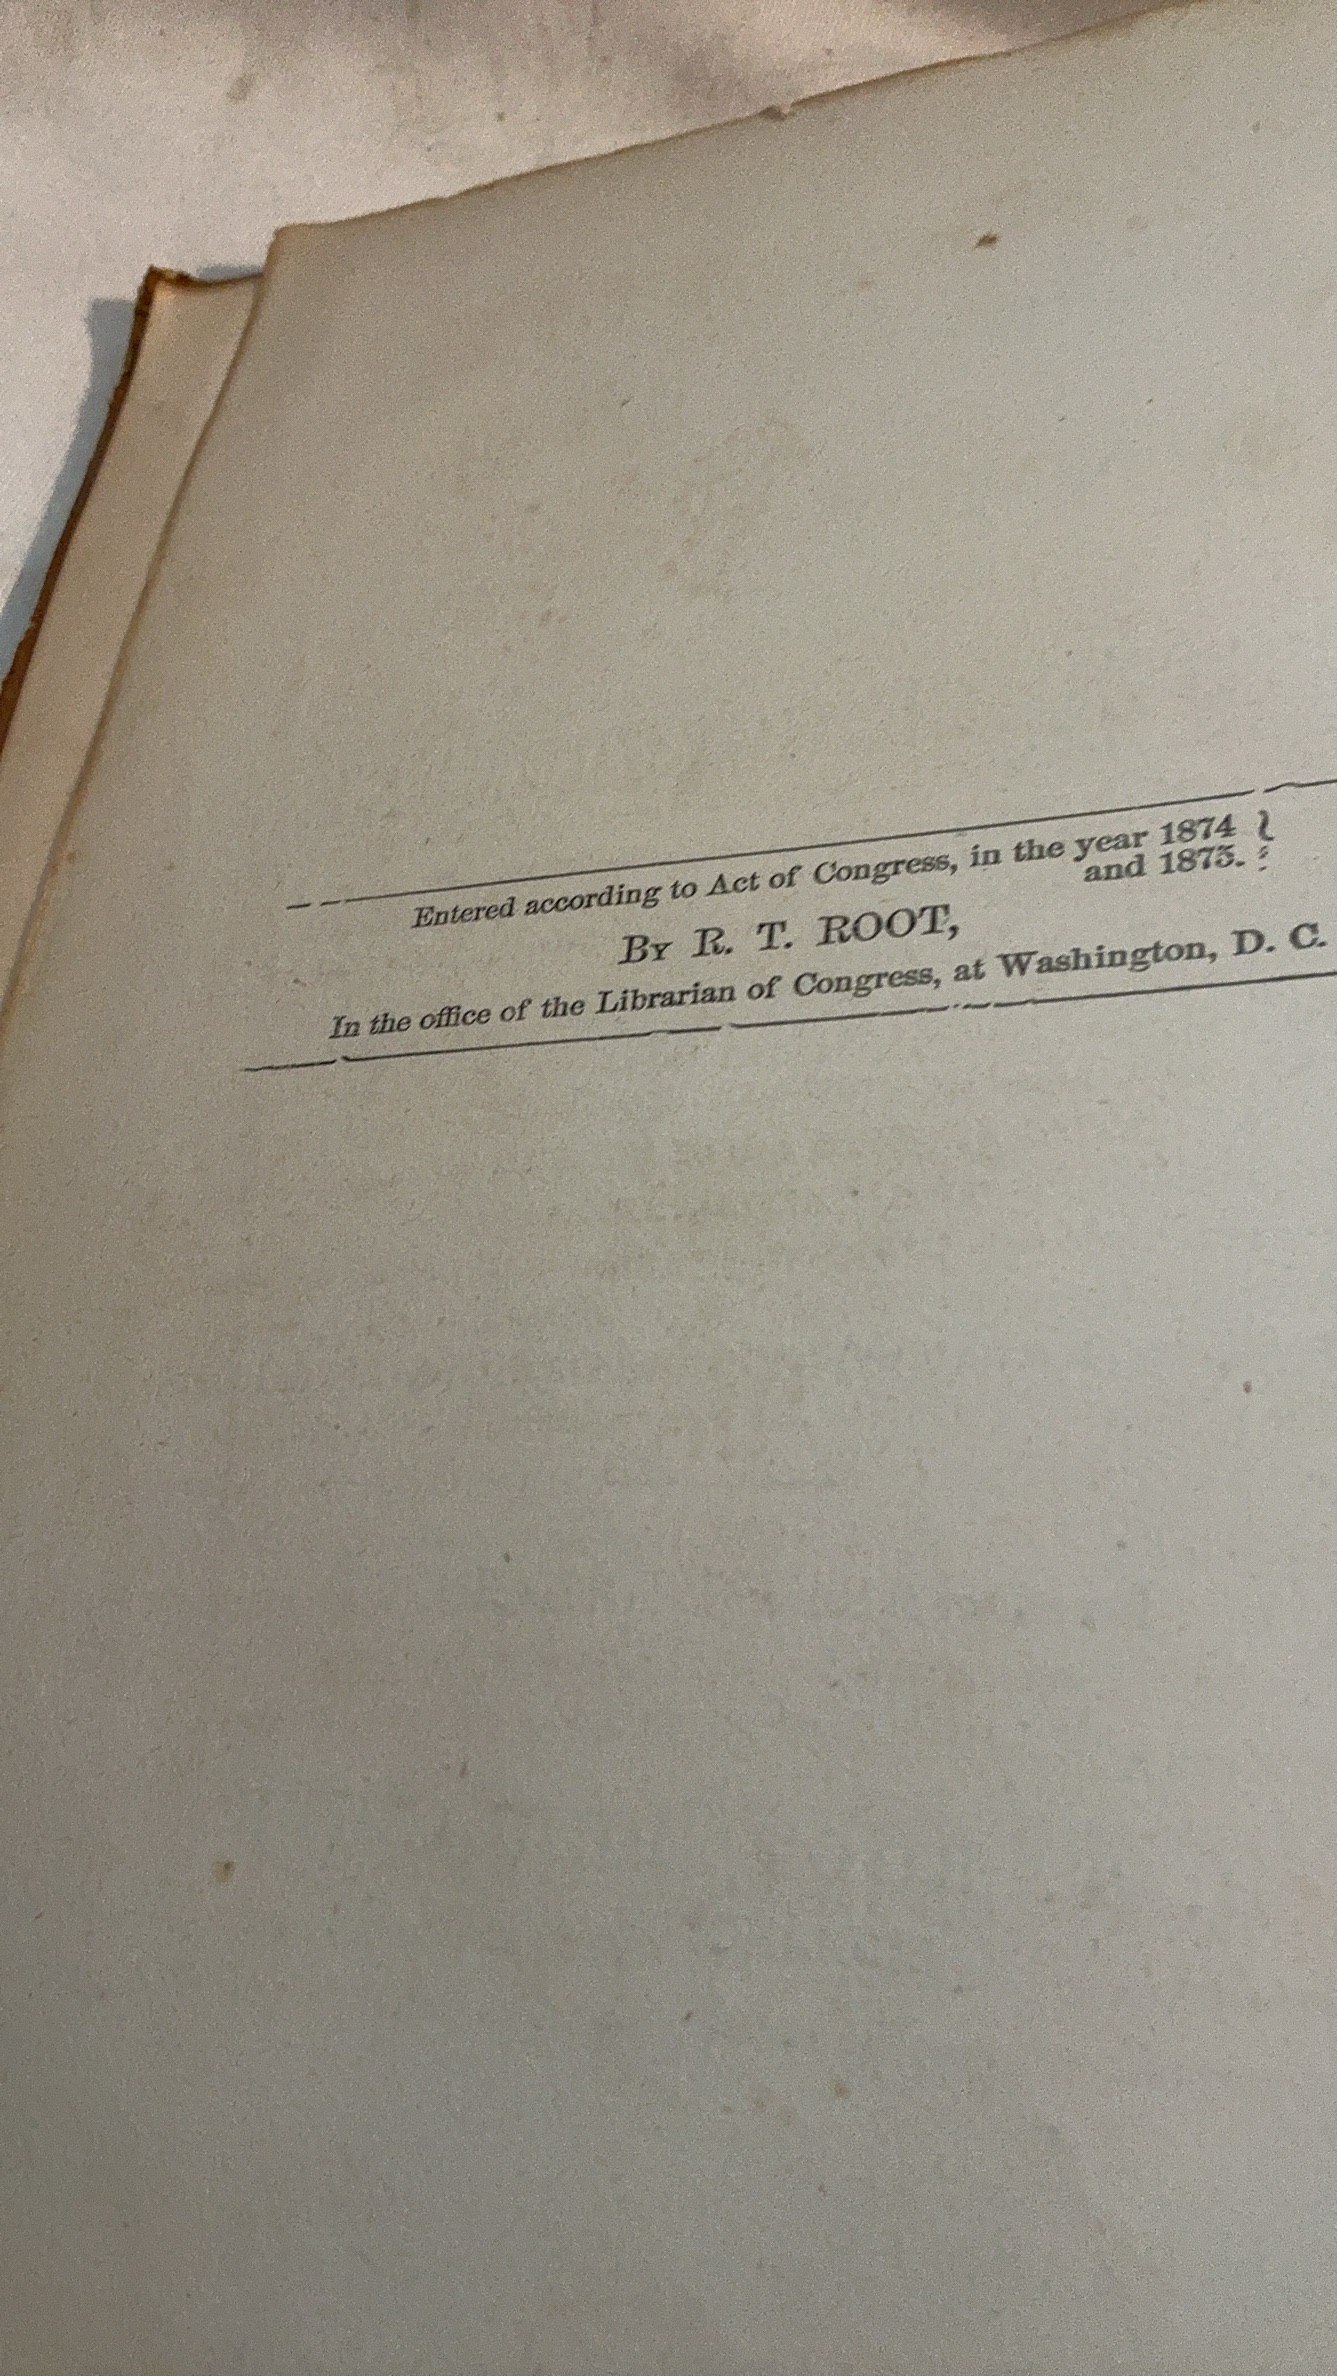 Entered according to Act of Congress, in the year 1874 }
and 1875.
BY R. T. ROOT,
In the office of the Librarian of Congress, at Washington, D. C.